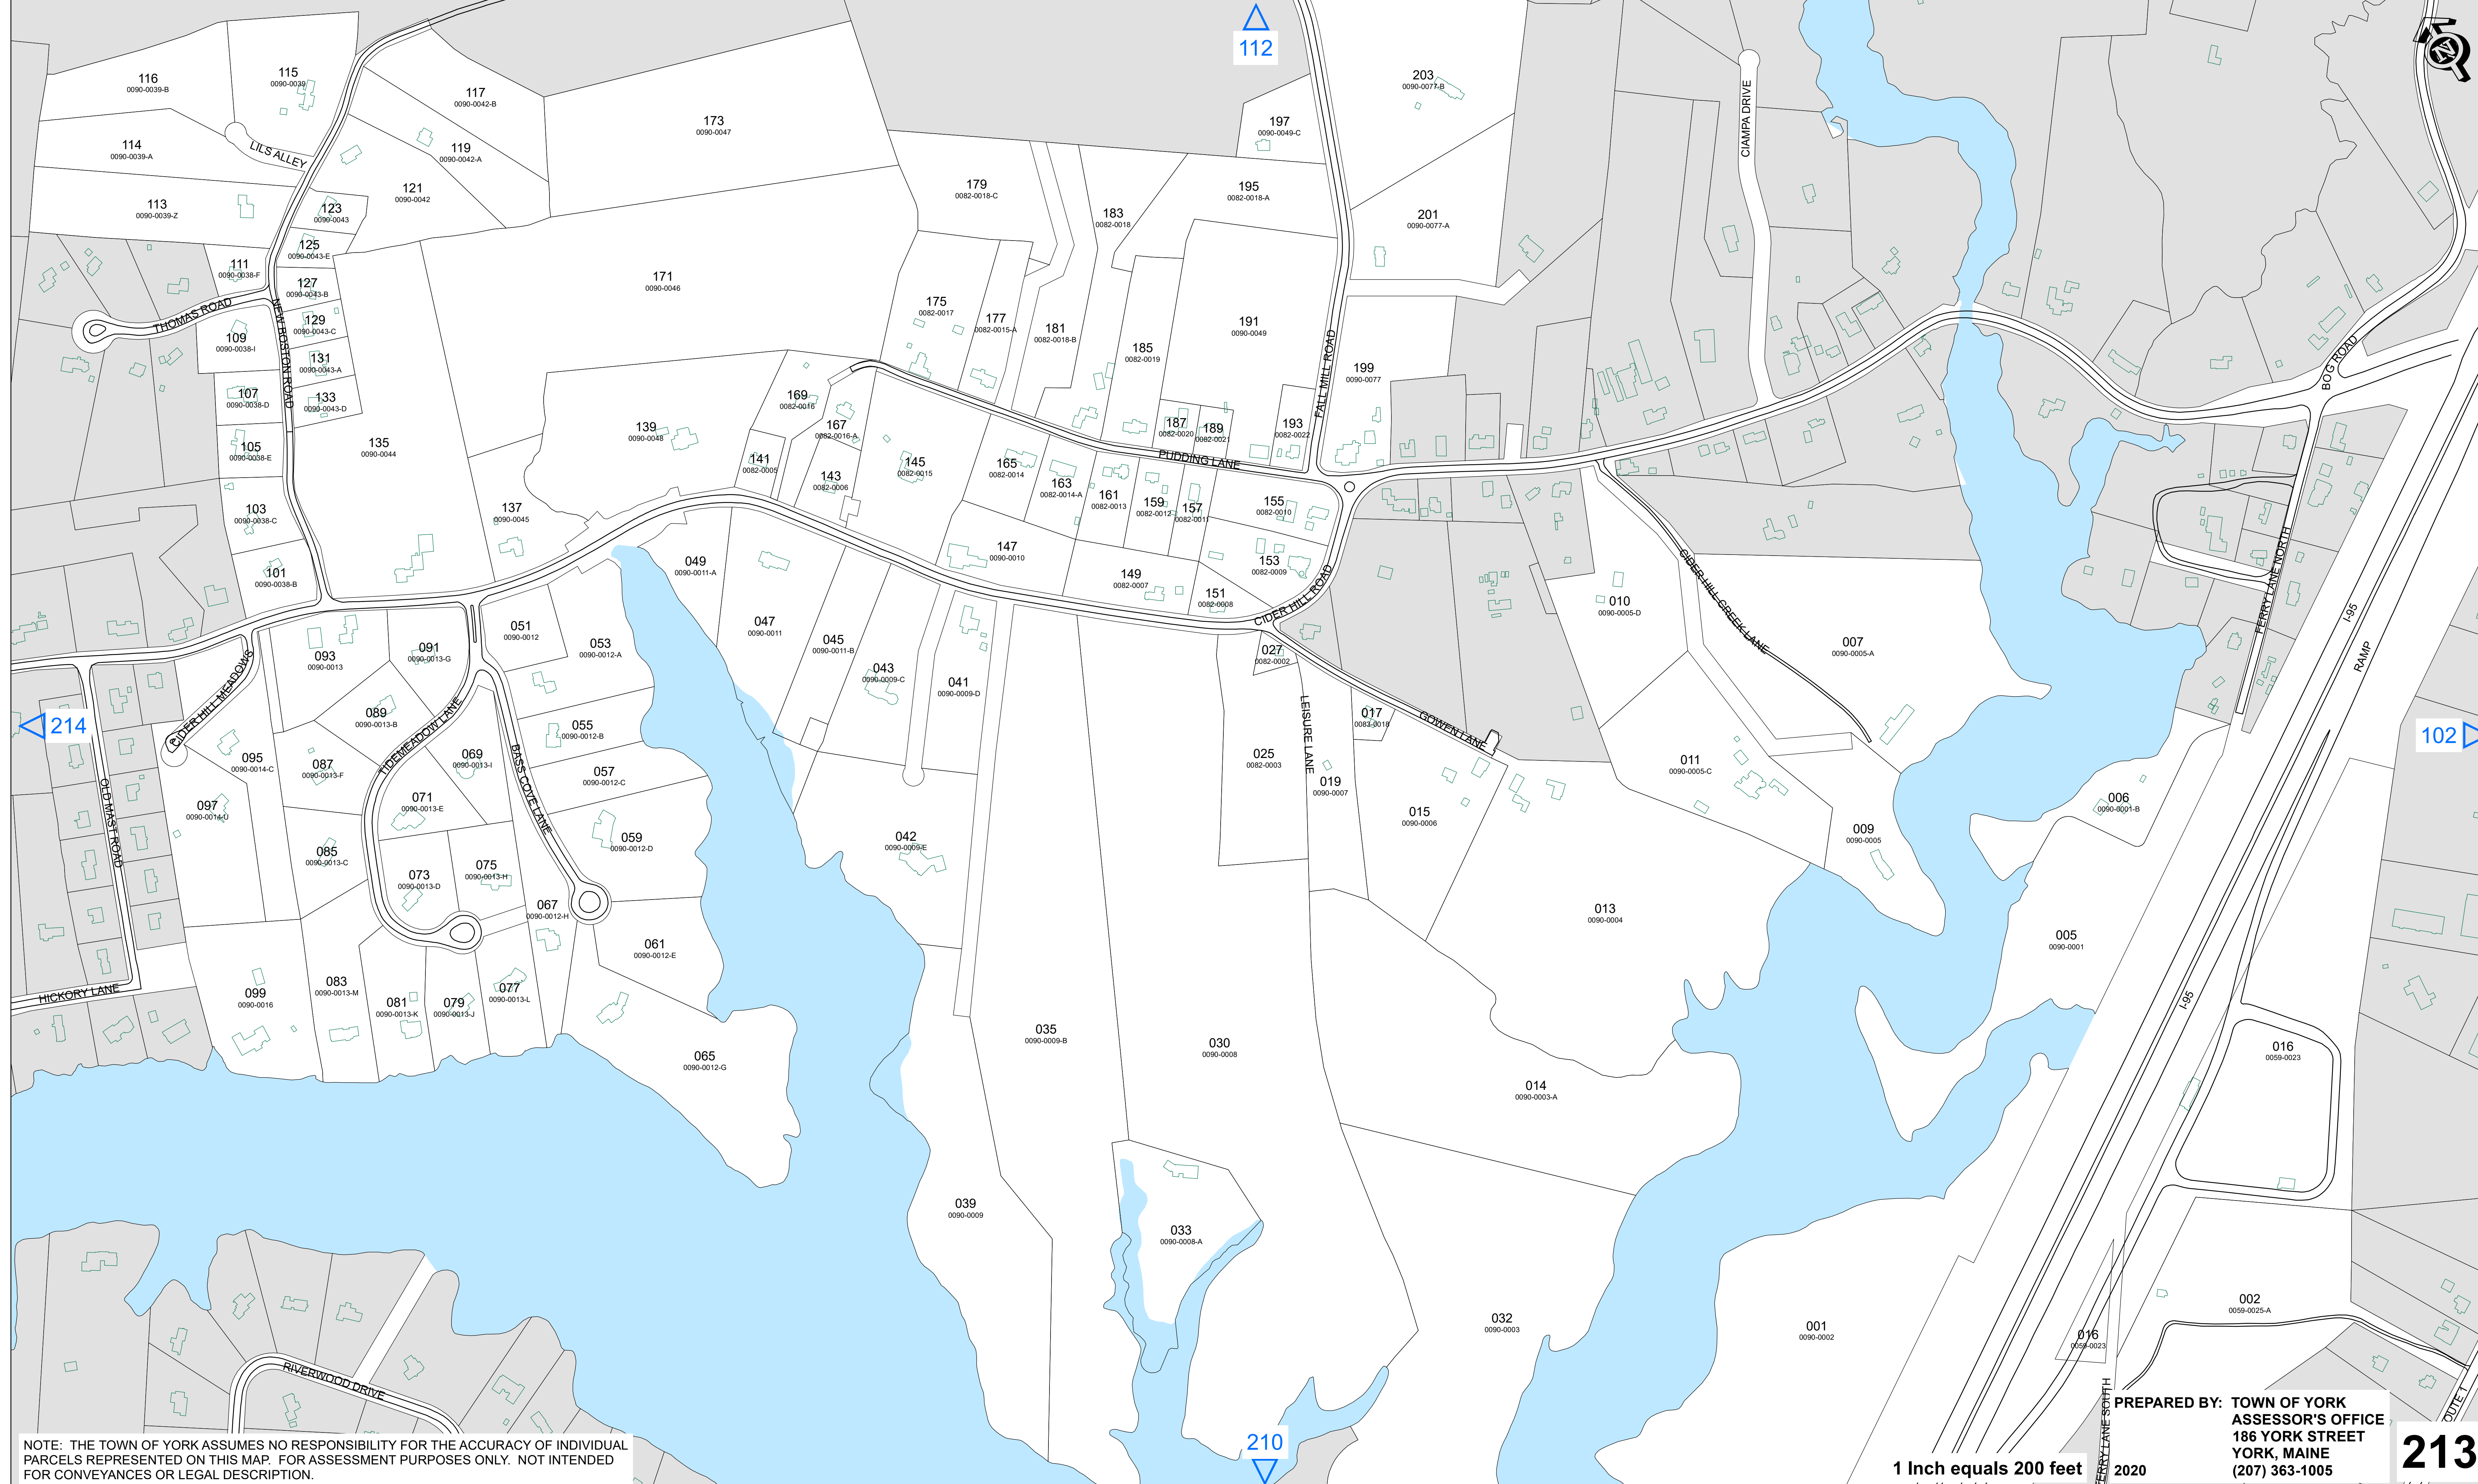 112
116
0090-0039-B
115
0090-0039
117
0090-0042-B
173
0090-0047
197
0090-0049-C
203
0090-0077-B
CIAMPA DRIVE
N
114
0090-0039-A
LILS ALLEY
119
0090-0042-A
121
0090-0042
179
0082-0018-C
183
0082-0018
195
0082-0018-A
201
0090-0077-A
113
0090-0039-Z
123
0090-0043
125
0090-0043-E
111
0090-0038-F
127
0090-0043-B
171
0090-0046
175
0082-0017
177
0082-0015-A
181
0082-0018-B
185
0082-0019
191
0090-0049
FALL MILL ROAD
199
0090-0077
THOMAS ROAD
NEW BOSTON ROAD
109
0090-0038-I
129
0090-0043-C
131
0090-0043-A
107
0090-0038-D
133
0090-0043-D
BOG ROAD
105
0090-0038-E
135
0090-0044
139
0090-0048
169
0082-0016
167
0082-0016-A
141
0082-0005
143
0082-0006
145
0082-0015
165
0082-0014
163
0082-0014-A
161
0082-0013
159
0082-0012
157
0082-0011
155
0082-0010
187
0082-0020
189
0082-0021
193
0082-0022
PUDDING LANE
103
0090-0038-C
137
0090-0045
101
0090-0038-B
049
0090-0011-A
147
0090-0010
149
0082-0007
151
0082-0008
153
0082-0009
CIDER HILL ROAD
CIDER HILL CREEK LANE
010
0090-0005-D
007
0090-0005-A
FERRY LANE NORTH
I-95
RAMP
093
0090-0013
091
0090-0013-G
051
0090-0012
053
0090-0012-A
047
0090-0011
045
0090-0011-B
043
0090-0009-C
041
0090-0009-D
027
0082-0002
214
CIDER HILL MEADOWS
OLD MAST ROAD
095
0090-0014-C
089
0090-0013-B
087
0090-0013-F
TIDEMEADOW LANE
069
0090-0013-I
BASS COVE LANE
055
0090-0012-B
057
0090-0012-C
025
0082-0003
LEISURE LANE
017
0083-0018
GOWEN LANE
019
0090-0007
015
0090-0006
011
0090-0005-C
102
097
0090-0014-U
071
0090-0013-E
085
0090-0013-C
073
0090-0013-D
075
0090-0013-H
059
0090-0012-D
042
0090-0009-E
009
0090-0005
006
0090-0001-B
067
0090-0012-H
061
0090-0012-E
013
0090-0004
005
0090-0001
HICKORY LANE
099
0090-0016
083
0090-0013-M
081
0090-0013-K
079
0090-0013-J
077
0090-0013-L
065
0090-0012-G
035
0090-0009-B
030
0090-0008
014
0090-0003-A
I-95
016
0059-0023
039
0090-0009
033
0090-0008-A
032
0090-0003
001
0090-0002
002
0059-0025-A
016
0059-0023
RIVERWOOD DRIVE
210
FERRY LANE SOUTH
OUTE 1
NOTE: THE TOWN OF YORK ASSUMES NO RESPONSIBILITY FOR THE ACCURACY OF INDIVIDUAL
PARCELS REPRESENTED ON THIS MAP. FOR ASSESSMENT PURPOSES ONLY. NOT INTENDED
FOR CONVEYANCES OR LEGAL DESCRIPTION.
1 Inch equals 200 feet
PREPARED BY: TOWN OF YORK
ASSESSOR'S OFFICE
186 YORK STREET
YORK, MAINE
2020 (207) 363-1005
213